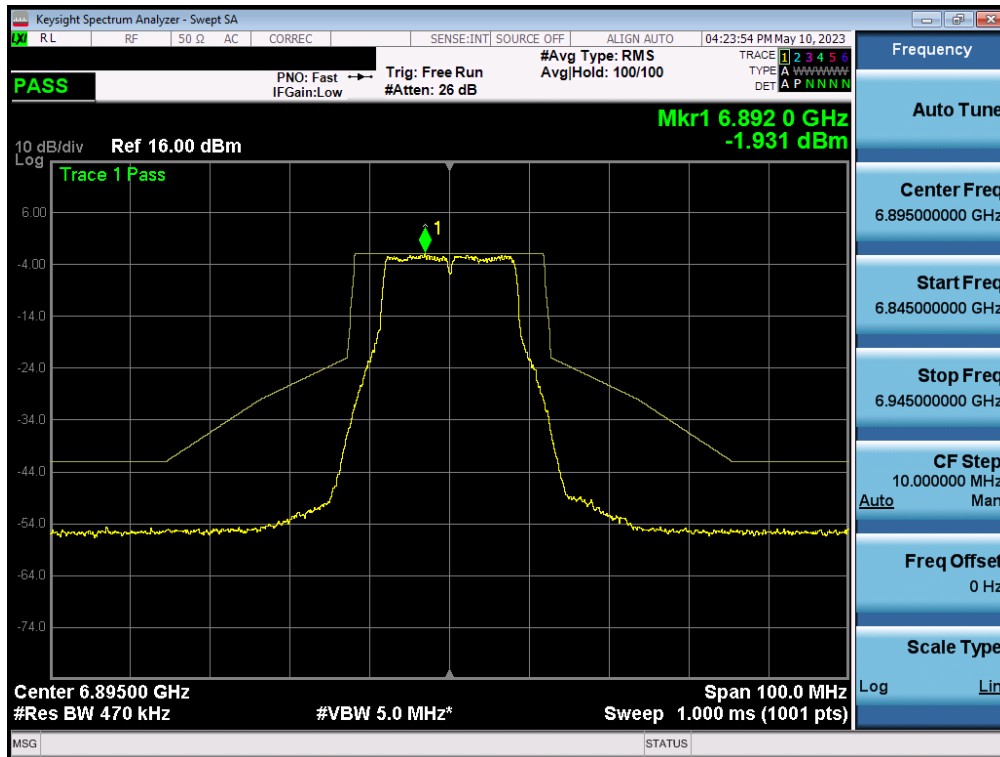 Keysight Spectrum Analyzer - Swept SA
LXI RL RF 50 Ω AC CORREC SENSE:INT SOURCE OFF ALIGN AUTO 04:23:54 PM May 10, 2023
PASS
PNO: Fast
IFGain:Low
Trig: Free Run
#Atten: 26 dB
#Avg Type: RMS
Avg|Hold: 100/100
TRACE 1 2 3 4 5 6
TYPE A WWWWW
DET A P N N N N
Mkr1 6.892 0 GHz
-1.931 dBm
10 dB/div Ref 16.00 dBm
Log
Trace 1 Pass
1
6.00
-4.00
-14.0
-24.0
-34.0
-44.0
-54.0
-64.0
-74.0
Center 6.89500 GHz Span 100.0 MHz
#Res BW 470 kHz #VBW 5.0 MHz* Sweep 1.000 ms (1001 pts)
MSG STATUS
Frequency
Auto Tune
Center Freq
6.895000000 GHz
Start Freq
6.845000000 GHz
Stop Freq
6.945000000 GHz
CF Step
10.000000 MHz
Auto Man
Freq Offset
0 Hz
Scale Type
Log Lin